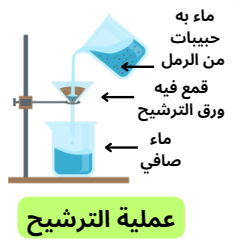 ماء به
حبيبات
من الرمل
قمع فيه
ورق الترشيح
ماء
صافي
عملية الترشيح